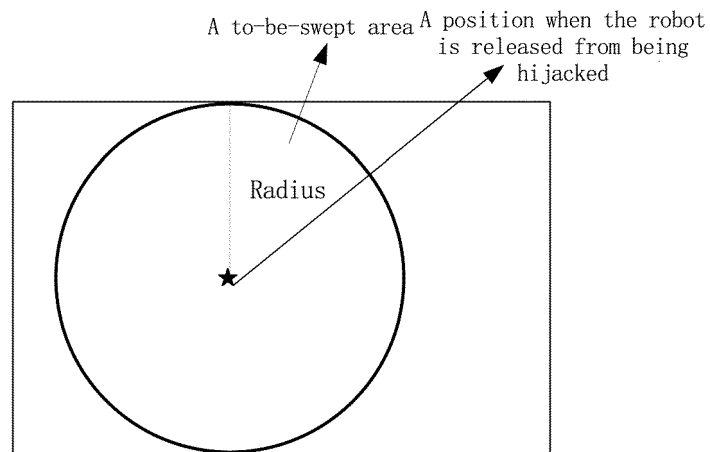 A to-be-swept area
A position when the robot
is released from being
hijacked
Radius